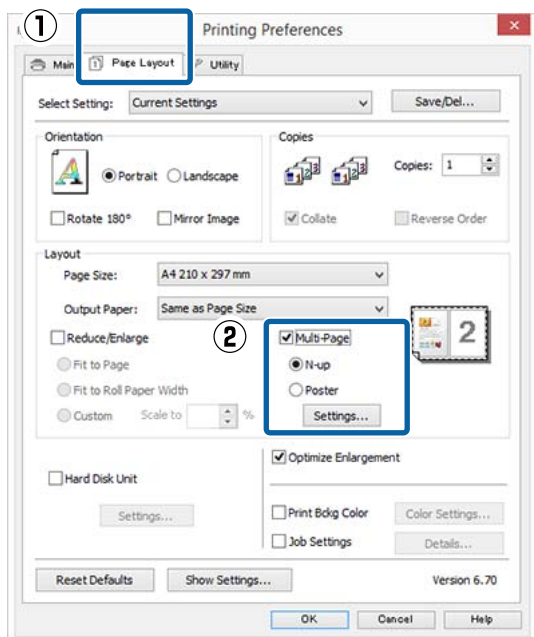 ① Printing Preferences ×
Main Page Layout Utility
Select Setting: Current Settings Save/Del...
Orientation Copies
Portrait Landscape Copies: 1
Rotate 180° Mirror Image Collate Reverse Order
Layout
Page Size: A4 210 x 297 mm
Output Paper: Same as Page Size
Reduce/Enlarge ② Multi-Page 2
Fit to Page N-up
Fit to Roll Paper Width Poster
Custom Scale to % Settings...
Optimize Enlargement
Hard Disk Unit
Settings... Print Bckg Color Color Settings...
Job Settings Details...
Reset Defaults Show Settings... Version 6.70
OK Cancel Help